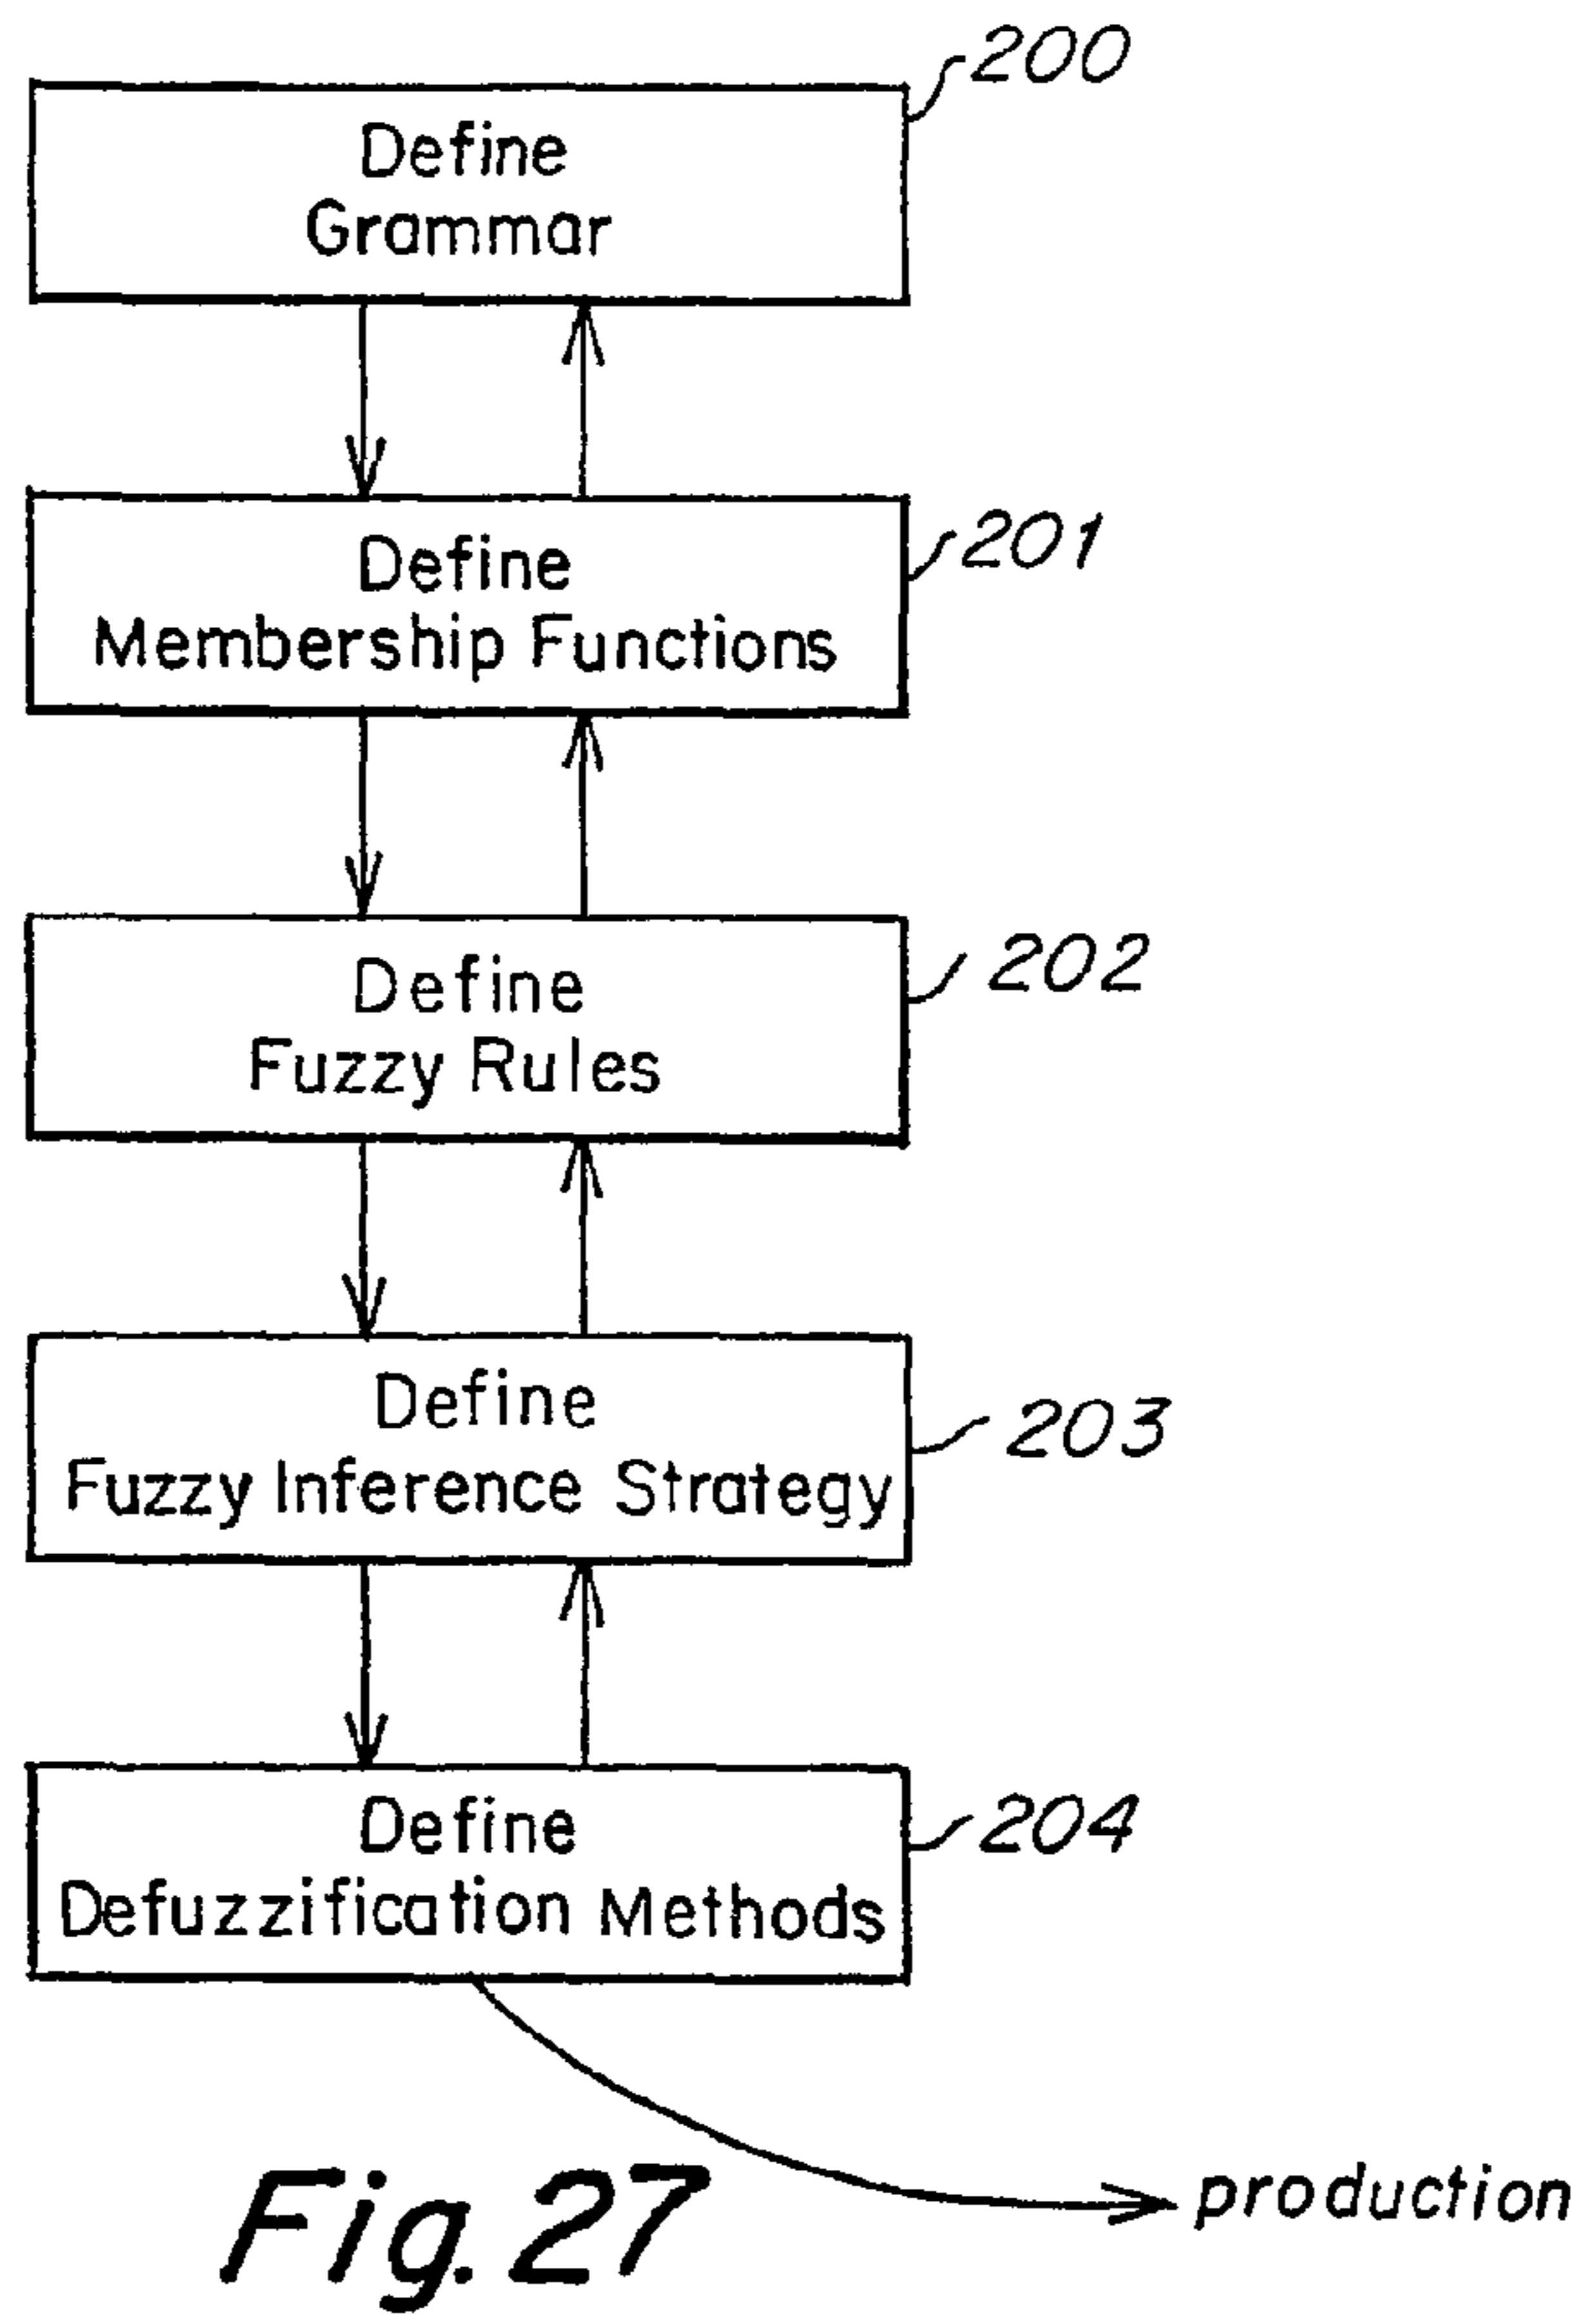 200
Define
Grammar
201
Define
Membership Functions
202
Define
Fuzzy Rules
203
Define
Fuzzy Inference Strategy
204
Define
Defuzzification Methods
production
Fig. 27